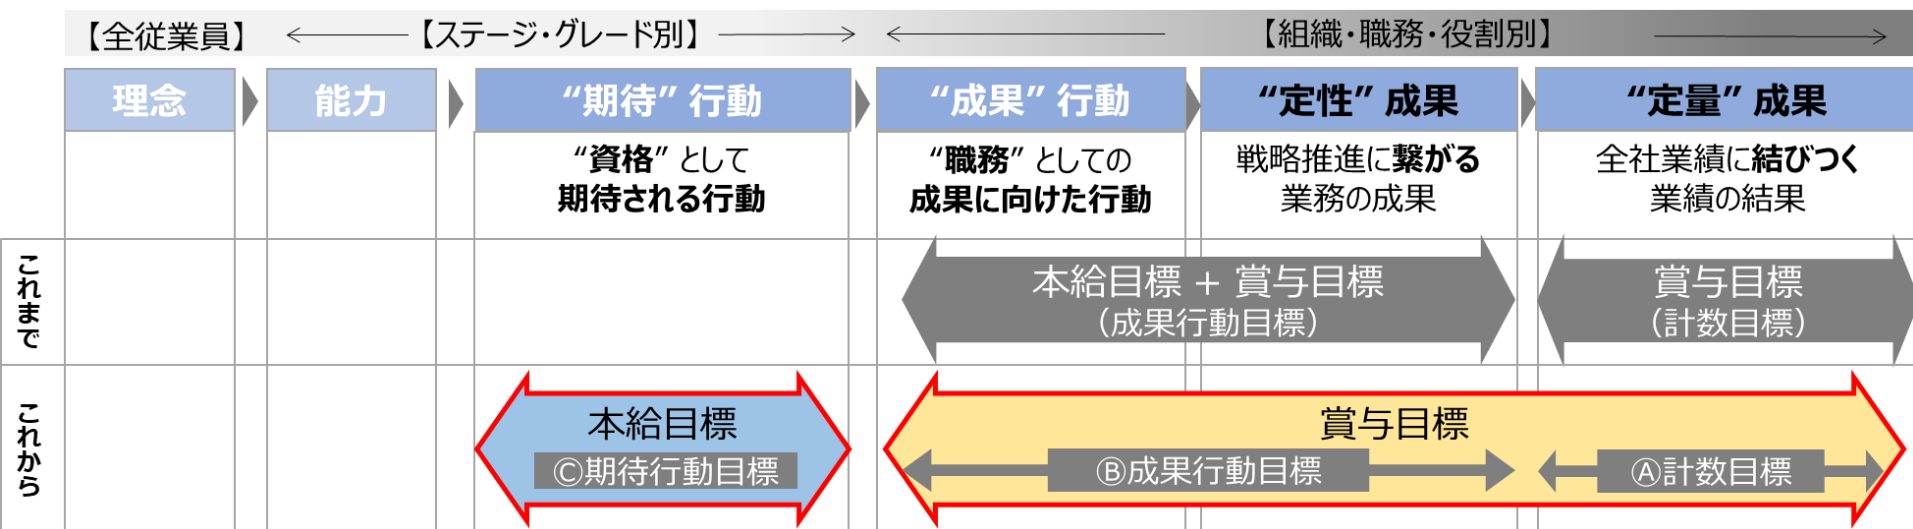 【全従業員】
【ステージ・グレード別】
【組織・職務・役割別】
理念
能力
“期待” 行動
“成果” 行動
“定性” 成果
“定量” 成果
“資格” として
期待される行動
“職務” としての
成果に向けた行動
戦略推進に繋がる
業務の成果
全社業績に結びつく
業績の結果
これまで
本給目標 + 賞与目標
（成果行動目標）
賞与目標
（計数目標）
これから
本給目標
Ⓒ期待行動目標
賞与目標
Ⓑ成果行動目標
Ⓐ計数目標